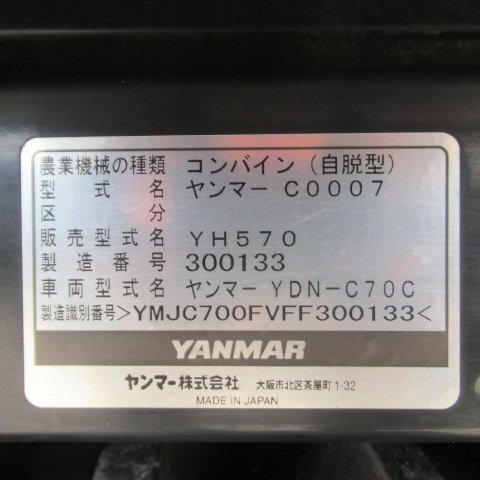 農業機械の種類 コンバイン（自脱型）
型式名 ヤンマー C0007
区分
販売型式名 YH570
製造番号 300133
車両型式名 ヤンマー YDN-C70C
製造識別番号 >YMJC700FVFF300133<
YANMAR
ヤンマー株式会社 大阪市北区茶屋町1-32
MADE IN JAPAN